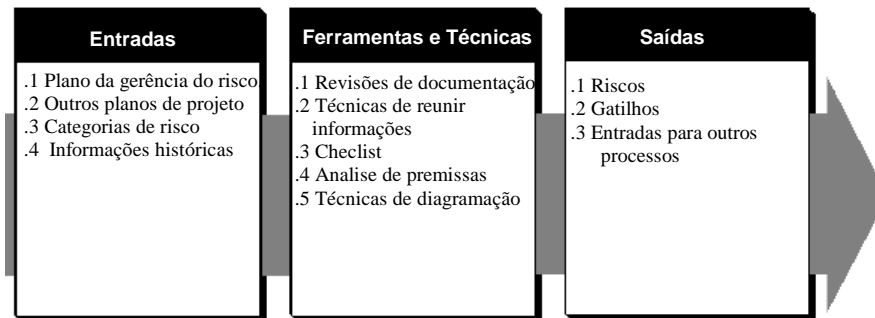 Entradas
.1 Plano da gerência do risco.
.2 Outros planos de projeto
.3 Categorias de risco
.4 Informações históricas
Ferramentas e Técnicas
.1 Revisões de documentação
.2 Técnicas de reunir
informações
.3 Checlist
.4 Analise de premissas
.5 Técnicas de diagramação
Saídas
.1 Riscos
.2 Gatilhos
.3 Entradas para outros
processos